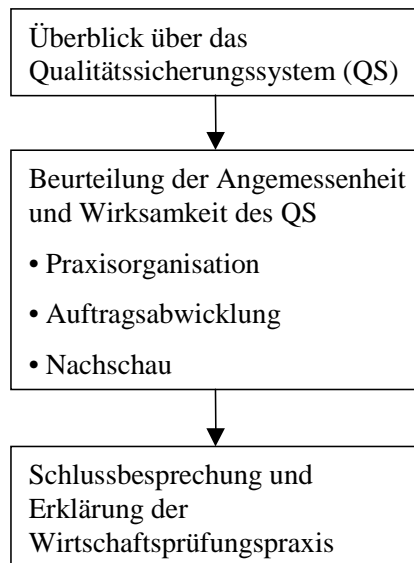 Überblick über das
Qualitätssicherungssystem (QS)
Beurteilung der Angemessenheit
und Wirksamkeit des QS
• Praxisorganisation
• Auftragsabwicklung
• Nachschau
Schlussbesprechung und
Erklärung der
Wirtschaftsprüfungspraxis